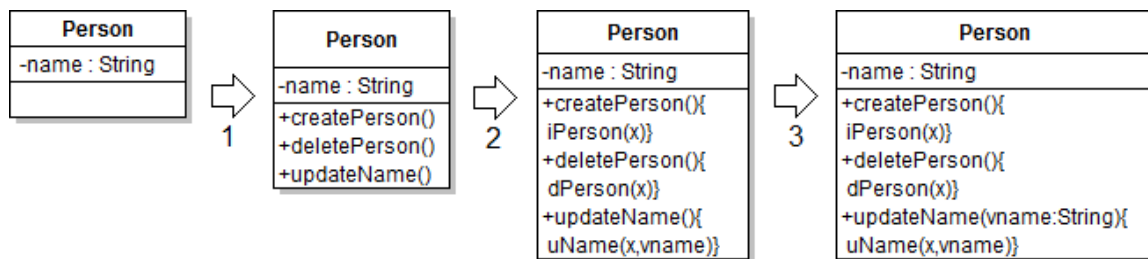 Person
-name : String
1
Person
-name : String
+createPerson()
+deletePerson()
+updateName()
2
Person
-name : String
+createPerson(){
iPerson(x)}
+deletePerson(){
dPerson(x)}
+updateName(){
uName(x,vname)}
3
Person
-name : String
+createPerson(){
iPerson(x)}
+deletePerson(){
dPerson(x)}
+updateName(vname:String){
uName(x,vname)}